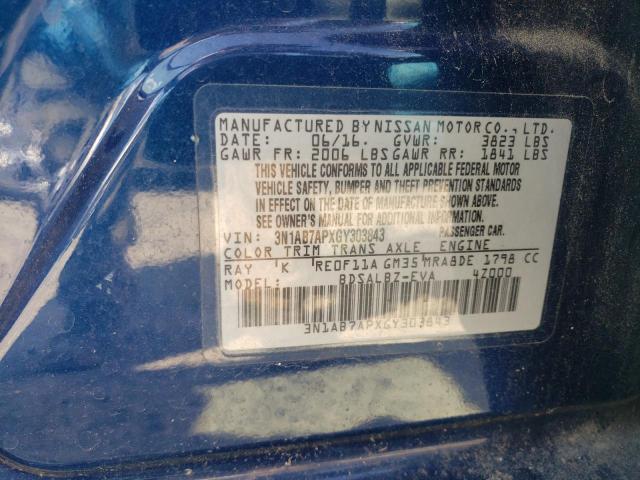 MANUFACTURED BY NISSAN MOTOR CO., LTD.
DATE: 06/16. GVWR: 3823 LBS
GAWR FR: 2006 LBS GAWR RR: 1841 LBS
THIS VEHICLE CONFORMS TO ALL APPLICABLE FEDERAL MOTOR
VEHICLE SAFETY, BUMPER AND THEFT PREVENTION STANDARDS
IN EFFECT ON THE DATE OF MANUFACTURE SHOWN ABOVE.
SEE OWNER'S MANUAL FOR ADDITIONAL INFORMATION
VIN: 3N1AB7APXGY303843 PASSENGER CAR.
COLOR TRIM TRANS AXLE ENGINE
RAY 'K RE0F11A GM35 MRA8DE 1798 CC
MODEL: BDSALBZ-EVA 4Z000
3N1AB7APXGY303843